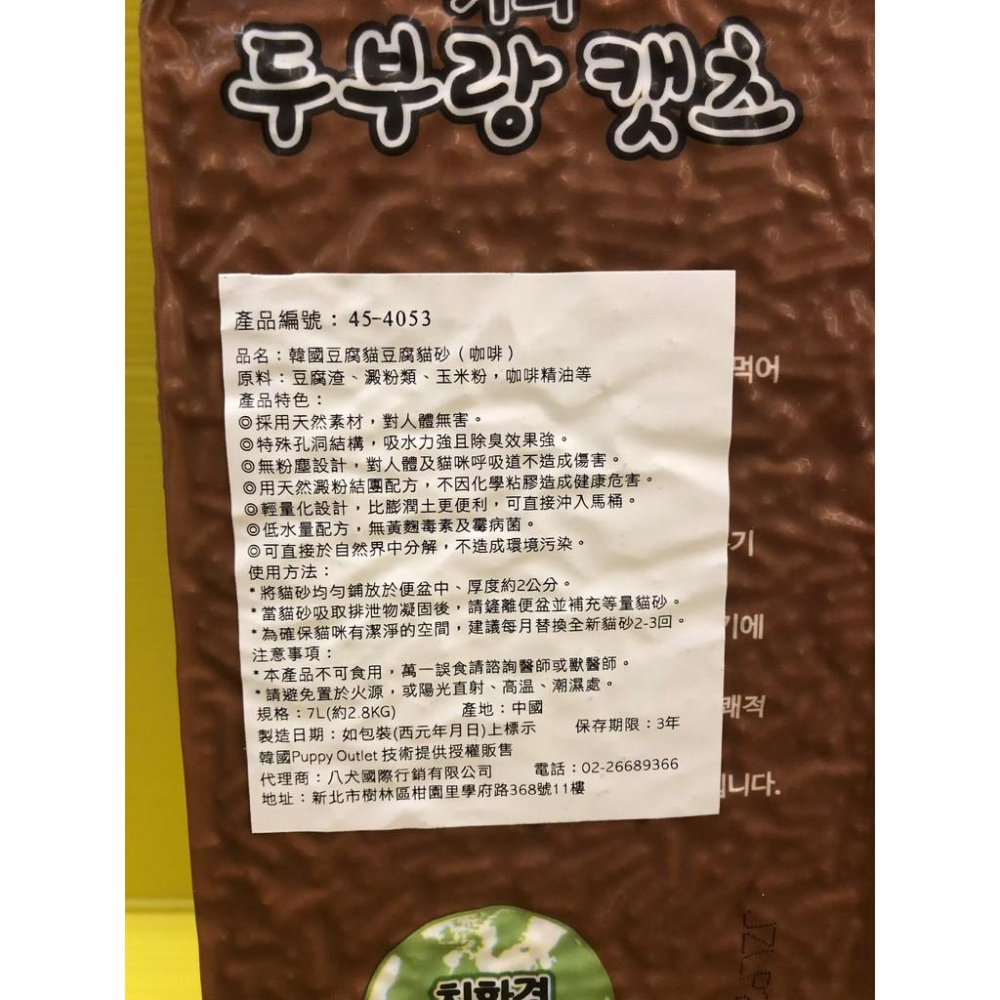 두부랑 캣츠
產品編號：45-4053
品名：韓國豆腐貓豆腐貓砂（咖啡）
原料：豆腐渣、澱粉類、玉米粉，咖啡精油等
產品特色：
◎採用天然素材，對人體無害。
◎特殊孔洞結構，吸水力強且除臭效果強。
◎無粉塵設計，對人體及貓咪呼吸道不造成傷害。
◎用天然澱粉結團配方，不因化學粘膠造成健康危害。
◎輕量化設計，比膨潤土更便利，可直接沖入馬桶。
◎低水量配方，無黃麴毒素及霉病菌。
◎可直接於自然界中分解，不造成環境污染。
使用方法：
*將貓砂均勻鋪放於便盆中、厚度約2公分。
*當貓砂吸取排泄物凝固後，請鏟離便盆並補充等量貓砂。
*為確保貓咪有潔淨的空間，建議每月替換全新貓砂2-3回。
注意事項：
*本產品不可食用，萬一誤食請諮詢醫師或獸醫師。
*請避免置於火源，或陽光直射、高溫、潮濕處。
規格：7L(約2.8KG) 產地：中國
製造日期：如包裝(西元年月日)上標示 保存期限：3年
韓國Puppy Outlet 技術提供授權販售
代理商：八犬國際行銷有限公司 電話：02-26689366
地址：新北市樹林區柑園里學府路368號11樓
먹어
기
기에
쾌적
입니다.
친환경